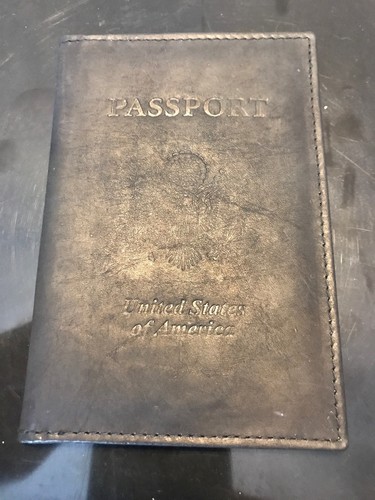 PASSPORT
United States
of America